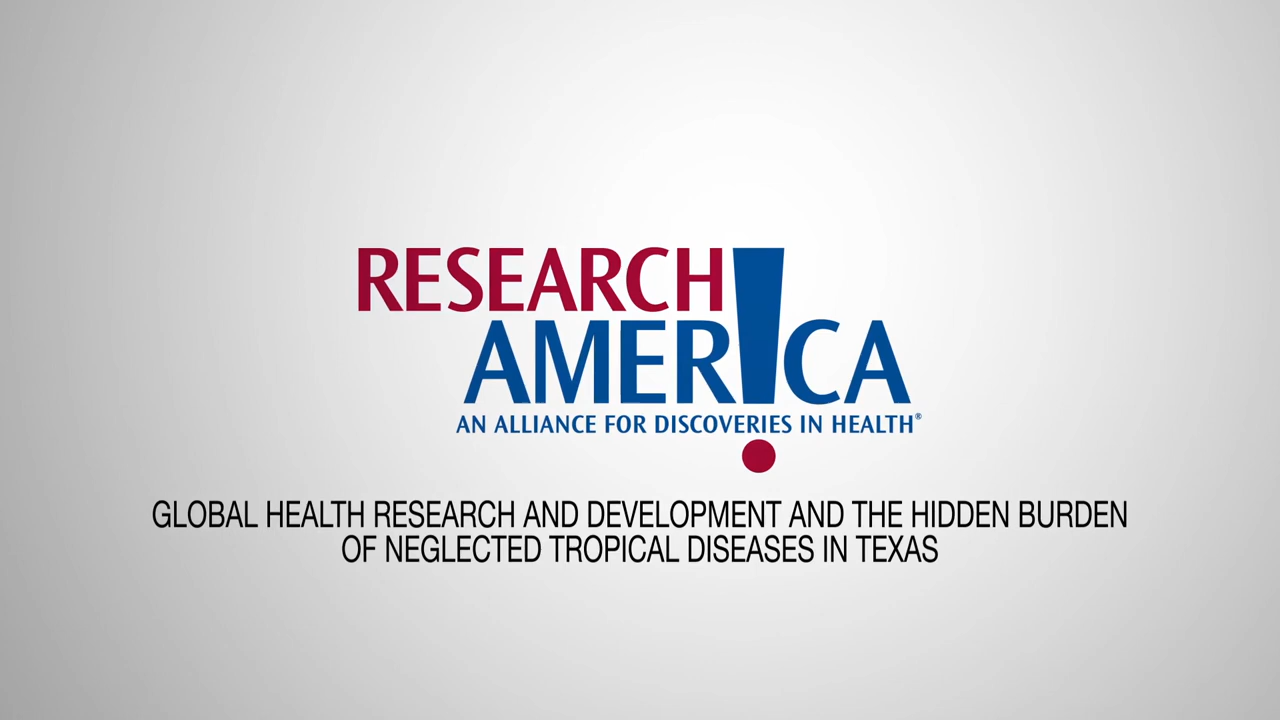 RESEARCH
AMER!CA
AN ALLIANCE FOR DISCOVERIES IN HEALTH®
GLOBAL HEALTH RESEARCH AND DEVELOPMENT AND THE HIDDEN BURDEN
OF NEGLECTED TROPICAL DISEASES IN TEXAS